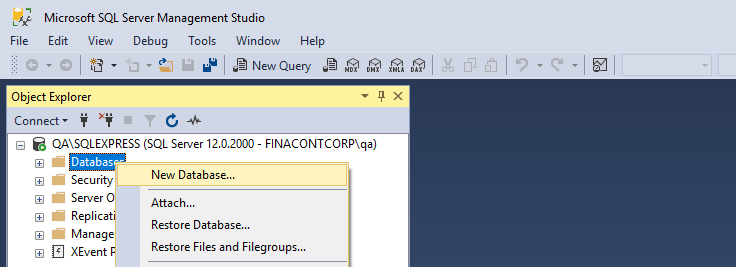 Microsoft SQL Server Management Studio
File Edit View Debug Tools Window Help
New Query MDX DMX XMLA DAX
Object Explorer
Connect
QA\SQLEXPRESS (SQL Server 12.0.2000 - FINACONTCORP\qa)
Databases
New Database...
Security
Attach...
Server O
Restore Database...
Replicati
Manage
Restore Files and Filegroups...
XEvent P